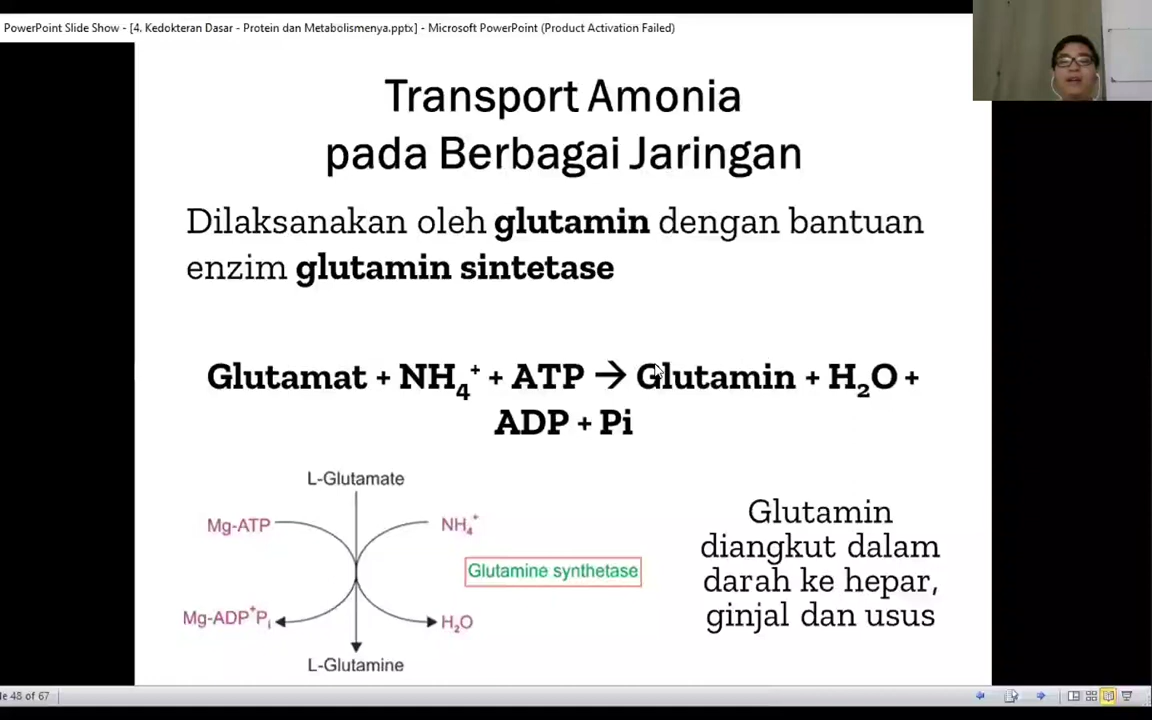 PowerPoint Slide Show - [4. Kedokteran Dasar - Protein dan Metabolismenya.pptx] - Microsoft PowerPoint (Product Activation Failed)
Transport Amonia
pada Berbagai Jaringan
Dilaksanakan oleh glutamin dengan bantuan
enzim glutamin sintetase
Glutamat + NH₄⁺ + ATP → Glutamin + H₂O +
ADP + Pi
L-Glutamate
Mg-ATP
NH₄⁺
Glutamine synthetase
Mg-ADP⁺Pᵢ
H₂O
L-Glutamine
Glutamin
diangkut dalam
darah ke hepar,
ginjal dan usus
le 48 of 67